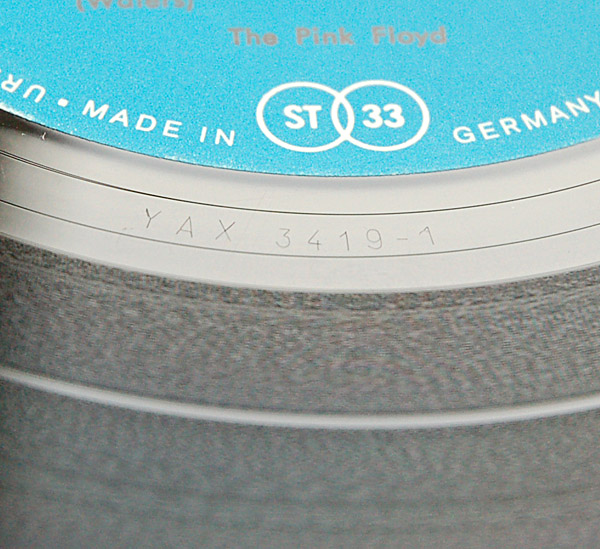 (Waters)
The Pink Floyd
MADE IN ST 33 GERMANY
YAX 3419-1